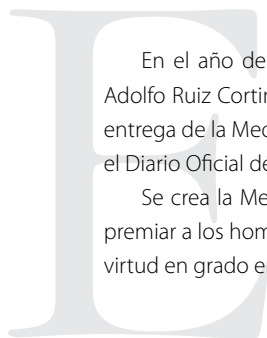 En el año de
Adolfo Ruiz Cortin
entrega de la Med
el Diario Oficial de
Se crea la Me
premiar a los hom
virtud en grado e